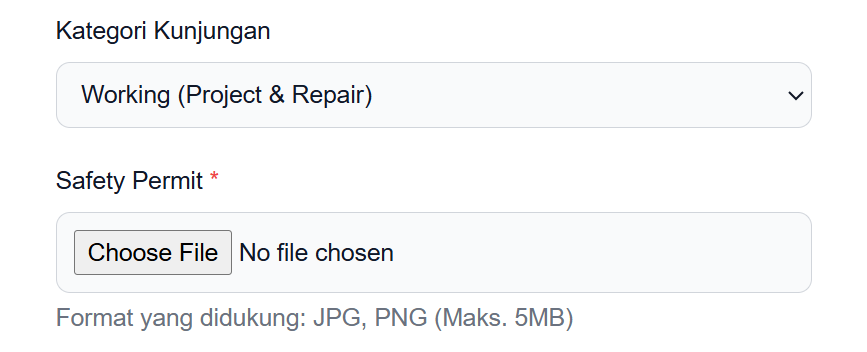 Kategori Kunjungan
Working (Project & Repair)
Safety Permit *
Choose File No file chosen
Format yang didukung: JPG, PNG (Maks. 5MB)